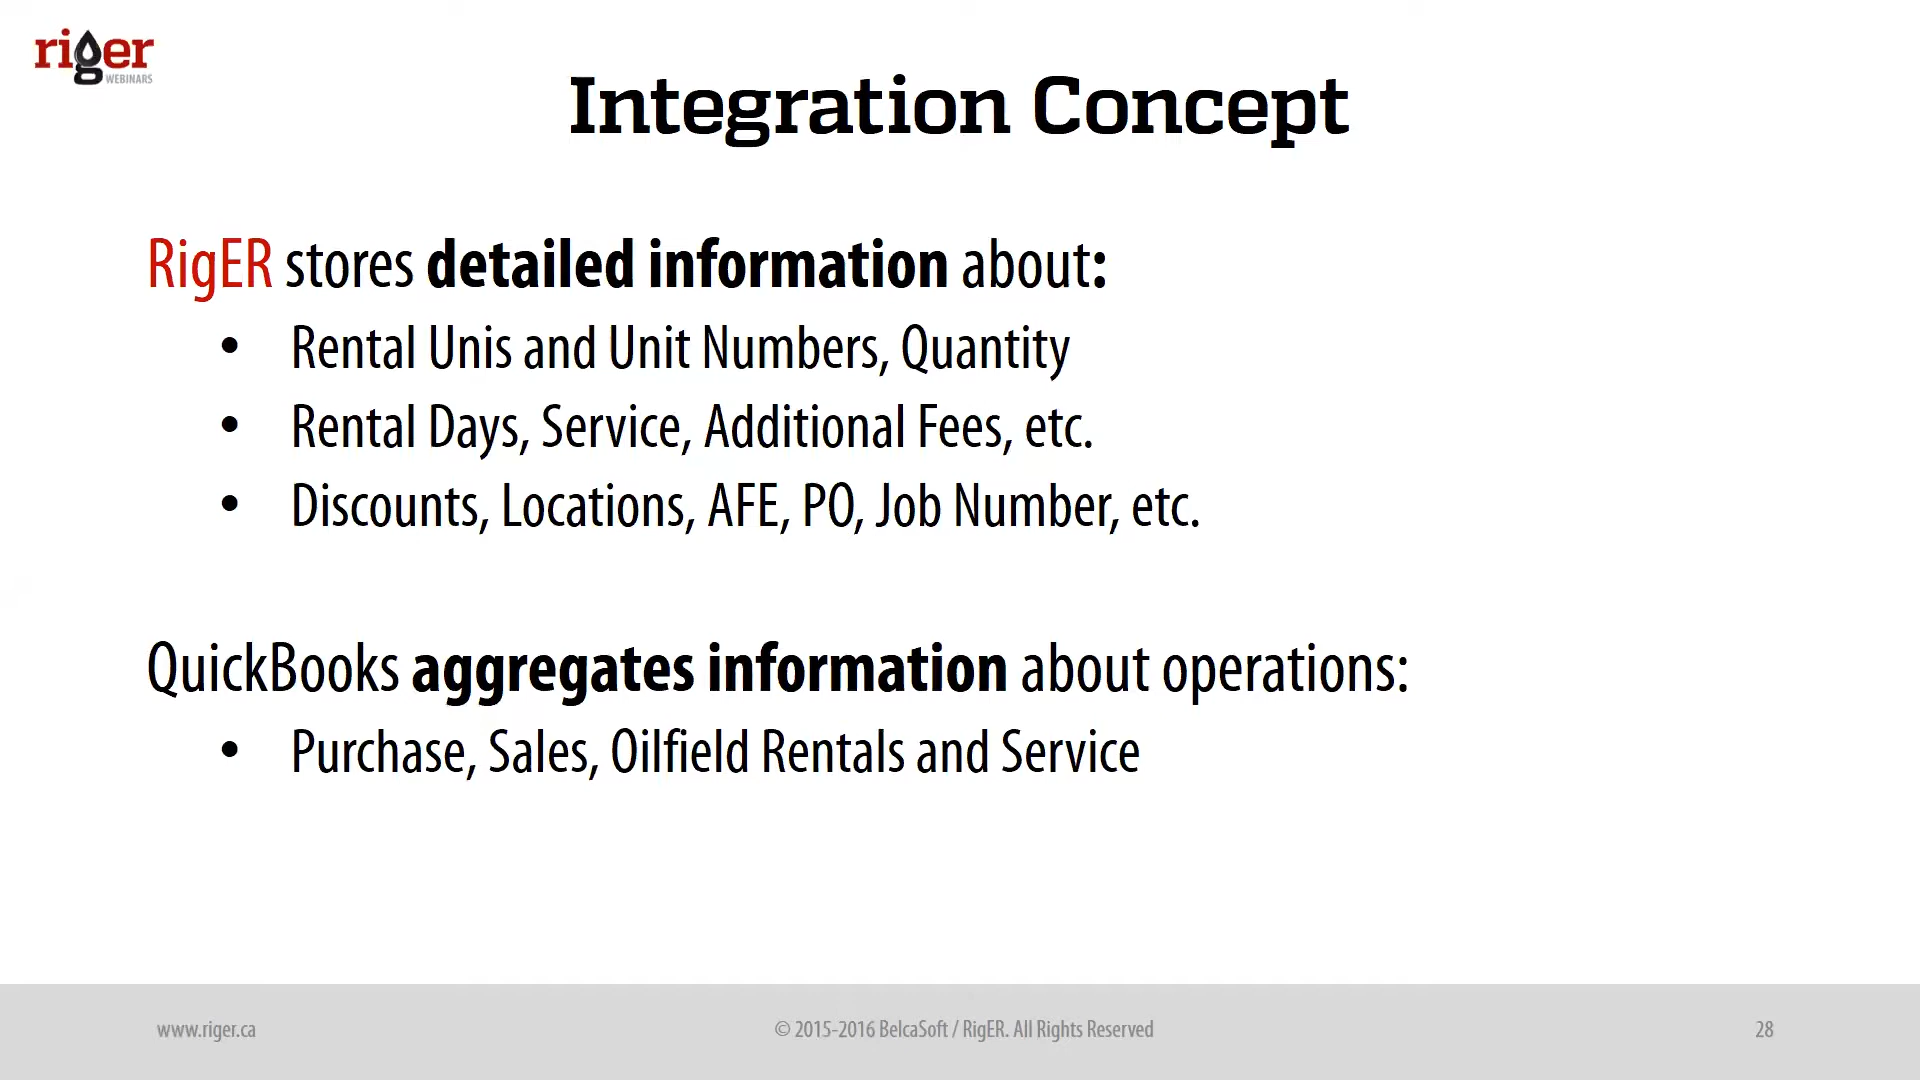 riger
WEBINARS
Integration Concept
RigER stores detailed information about:
• Rental Unis and Unit Numbers, Quantity
• Rental Days, Service, Additional Fees, etc.
• Discounts, Locations, AFE, PO, Job Number, etc.
QuickBooks aggregates information about operations:
• Purchase, Sales, Oilfield Rentals and Service
www.riger.ca
© 2015-2016 BelcaSoft / RigER. All Rights Reserved
28